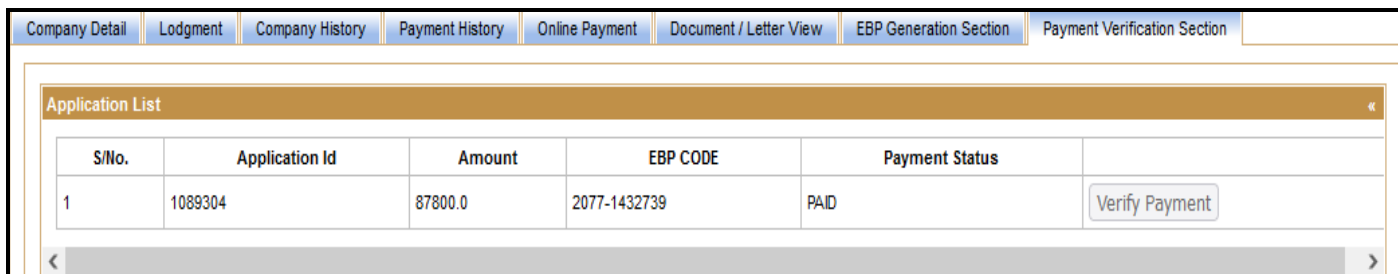 Company Detail Lodgment Company History Payment History Online Payment Document / Letter View EBP Generation Section Payment Verification Section
Application List «
S/No. Application Id Amount EBP CODE Payment Status
1 1089304 87800.0 2077-1432739 PAID Verify Payment